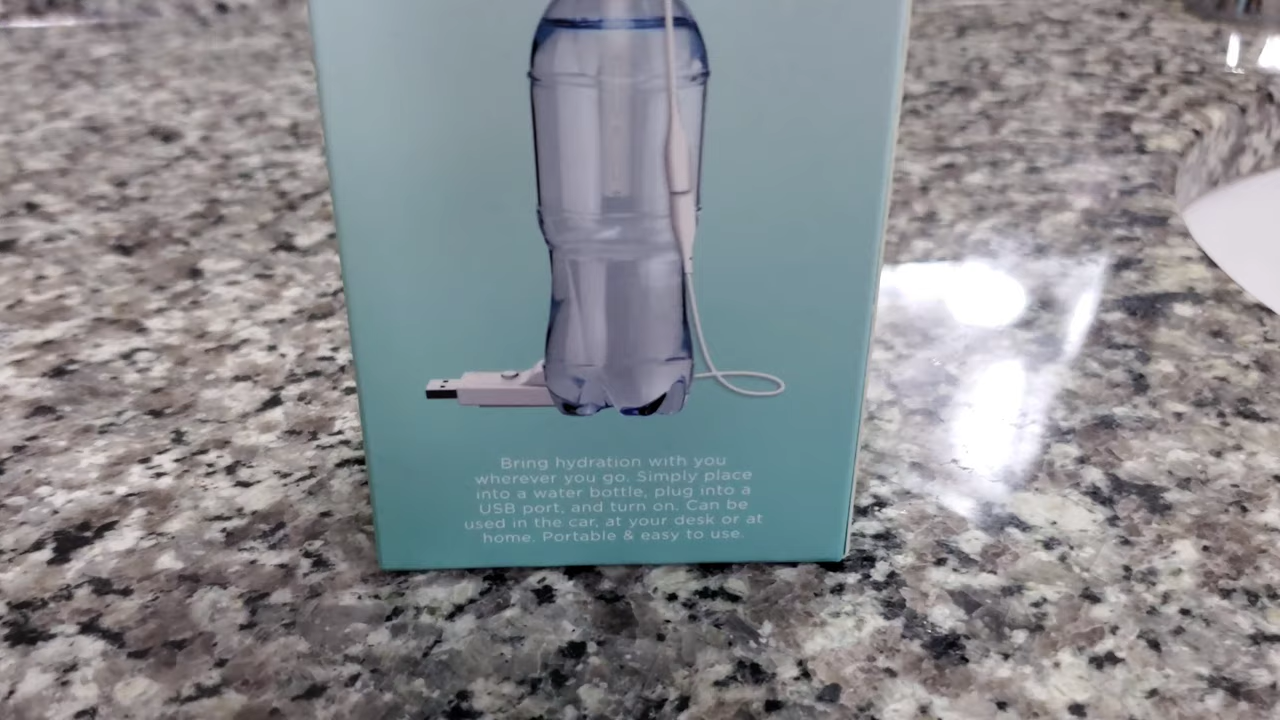 Bring hydration with you
wherever you go. Simply place
into a water bottle, plug into a
USB port, and turn on. Can be
used in the car, at your desk or at
home. Portable & easy to use.